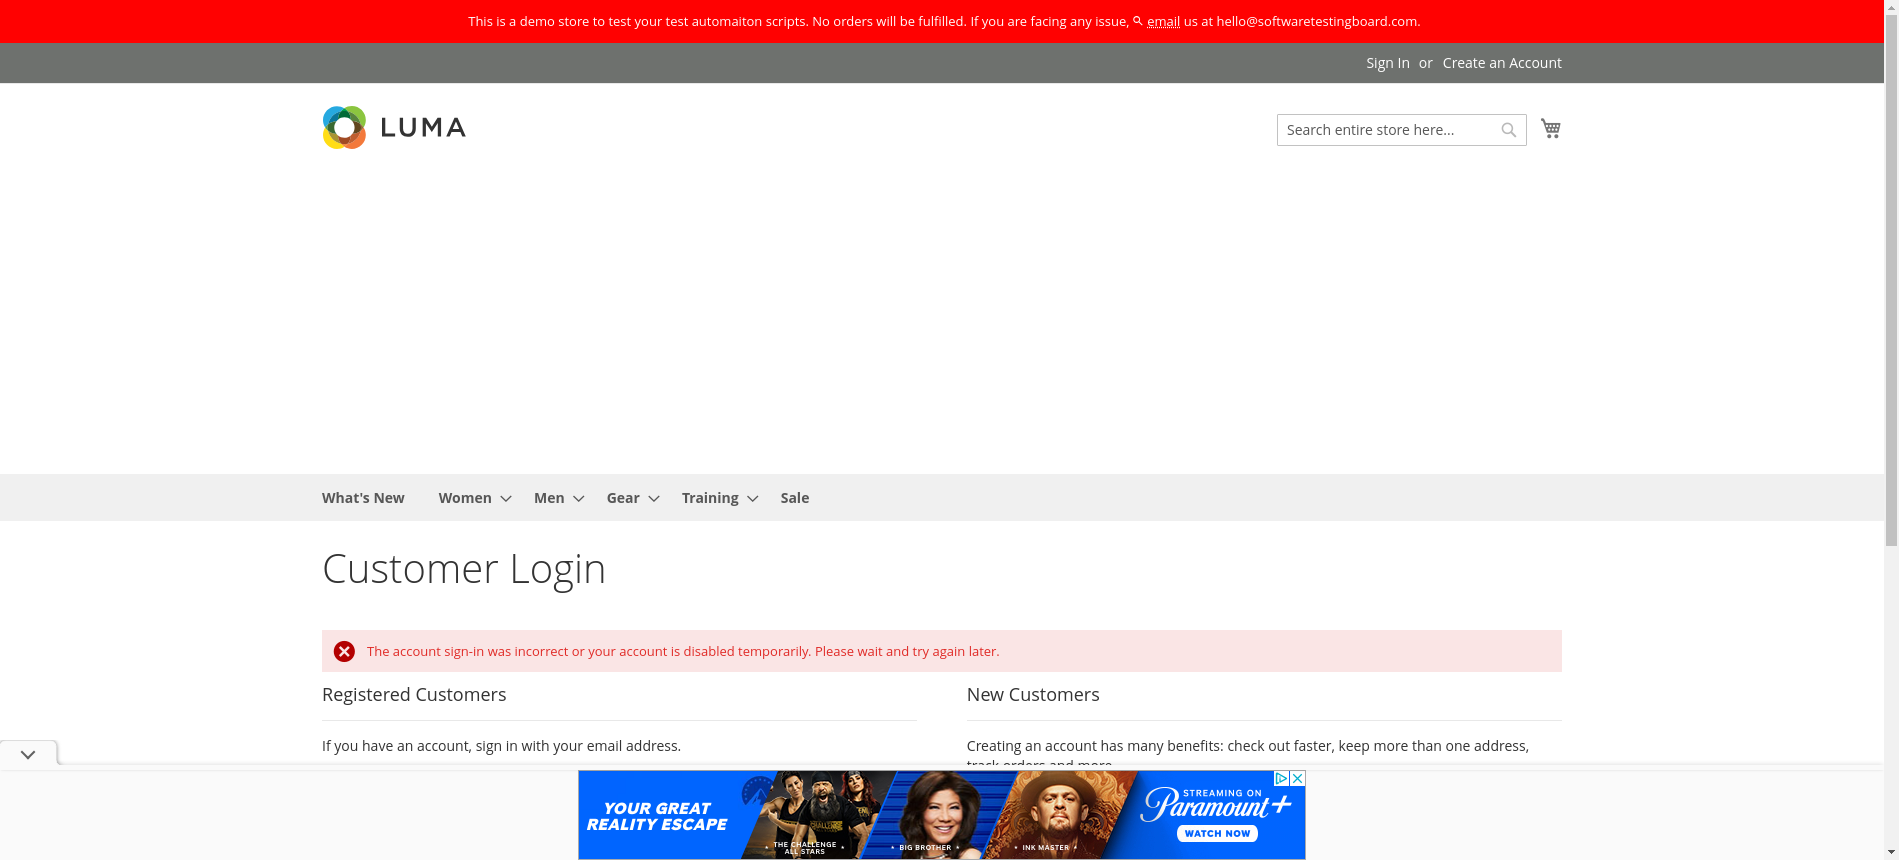 This is a demo store to test your test automaiton scripts. No orders will be fulfilled. If you are facing any issue, email us at hello@softwaretestingboard.com.
Sign In or Create an Account
LUMA
Search entire store here...
What's New Women Men Gear Training Sale
Customer Login
The account sign-in was incorrect or your account is disabled temporarily. Please wait and try again later.
Registered Customers
If you have an account, sign in with your email address.
New Customers
Creating an account has many benefits: check out faster, keep more than one address,
track orders and more.
YOUR GREAT
REALITY ESCAPE
THE CHALLENGE
ALL STARS
BIG BROTHER
INK MASTER
STREAMING ON
Paramount+
WATCH NOW